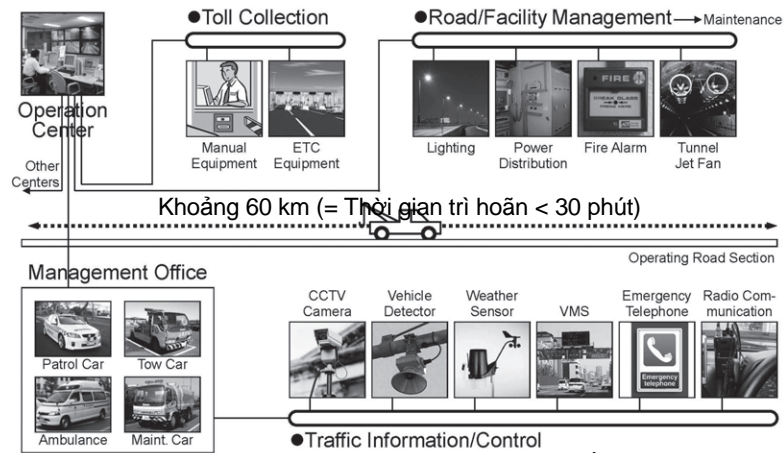 ●Toll Collection
●Road/Facility Management → Maintenance
Operation
Center
Manual
Equipment
ETC
Equipment
Lighting
Power
Distribution
FIRE
Fire Alarm
Tunnel
Jet Fan
Other
Centers
Khoảng 60 km (= Thời gian trì hoãn < 30 phút)
Operating Road Section
Management Office
Patrol Car
Tow Car
Ambulance
Maint. Car
CCTV
Camera
Vehicle
Detector
Weather
Sensor
VMS
Emergency
Telephone
Emergency
telephone
Radio Com-
munication
●Traffic Information/Control